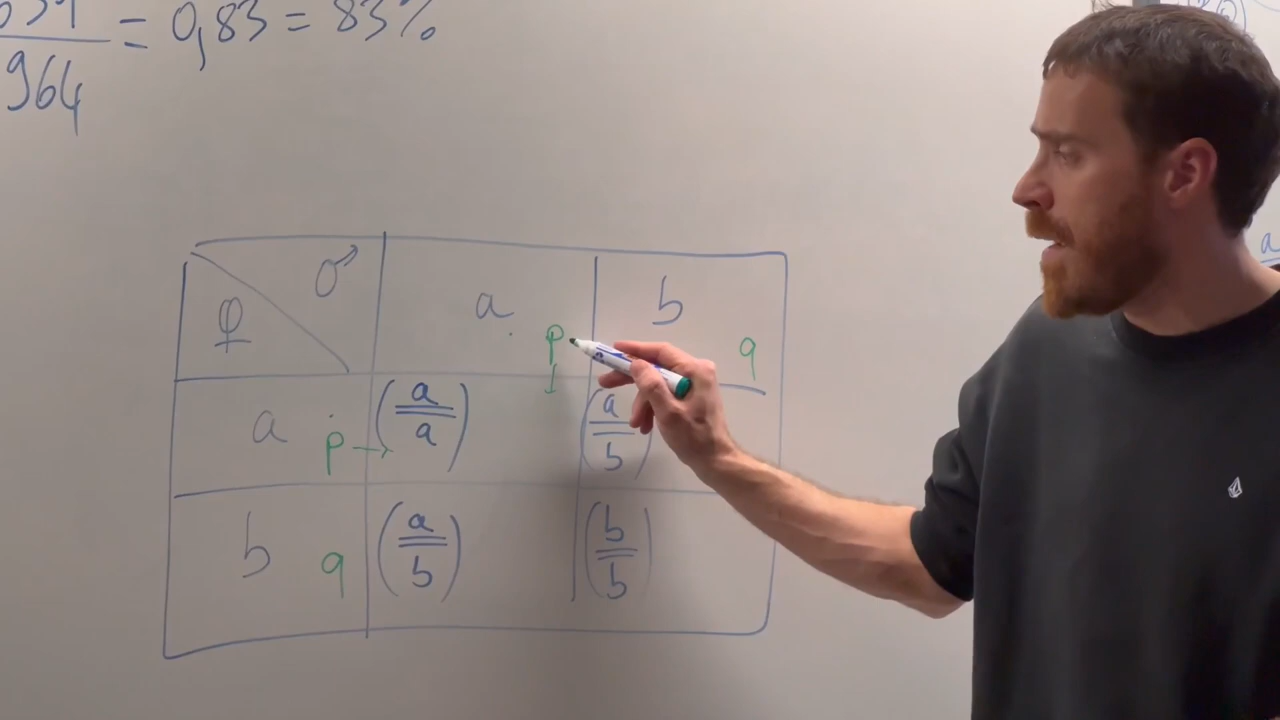 = 0,83 = 83%
964
♀ ♂ a p b q
a p → (a/a) (a/b)
b q (a/b) (b/b)